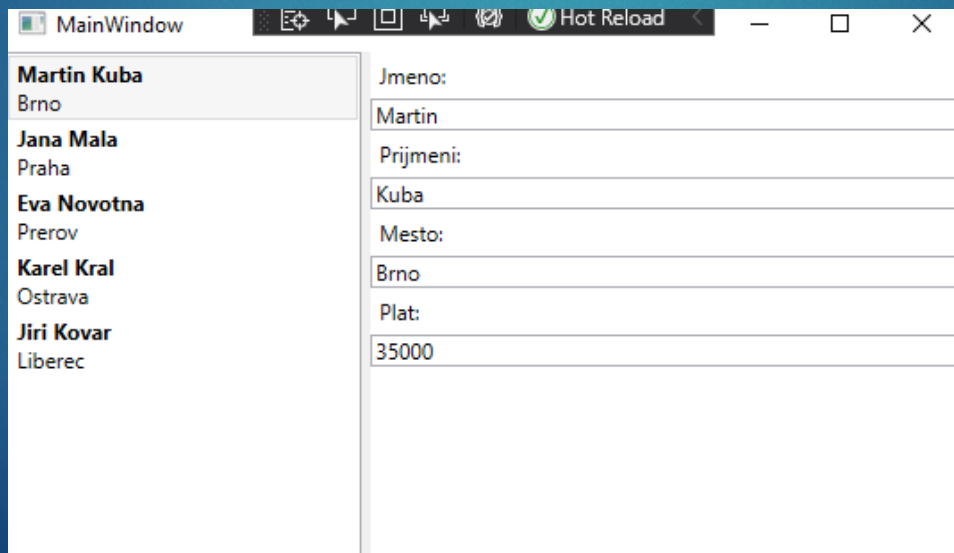 MainWindow
Hot Reload
Martin Kuba
Brno
Jana Mala
Praha
Eva Novotna
Prerov
Karel Kral
Ostrava
Jiri Kovar
Liberec
Jmeno:
Martin
Prijmeni:
Kuba
Mesto:
Brno
Plat:
35000